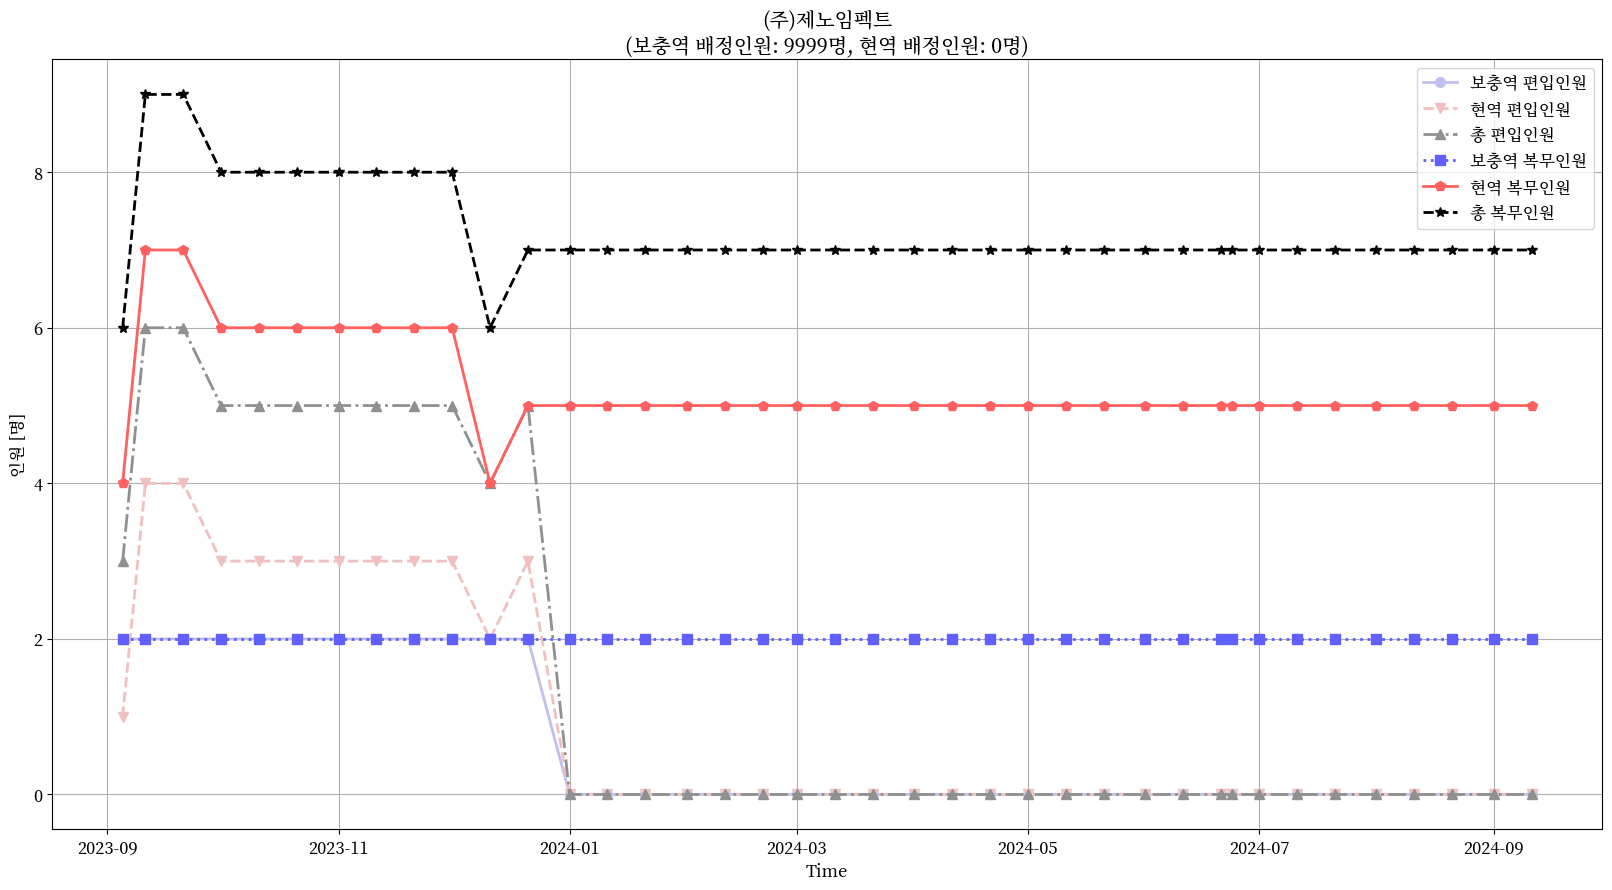 (주)제노임펙트
(보충역 배정인원: 9999명, 현역 배정인원: 0명)
보충역 편입인원
현역 편입인원
총 편입인원
보충역 복무인원
현역 복무인원
총 복무인원
인원 [명]
8
6
4
2
0
2023-09
2023-11
2024-01
2024-03
2024-05
2024-07
2024-09
Time